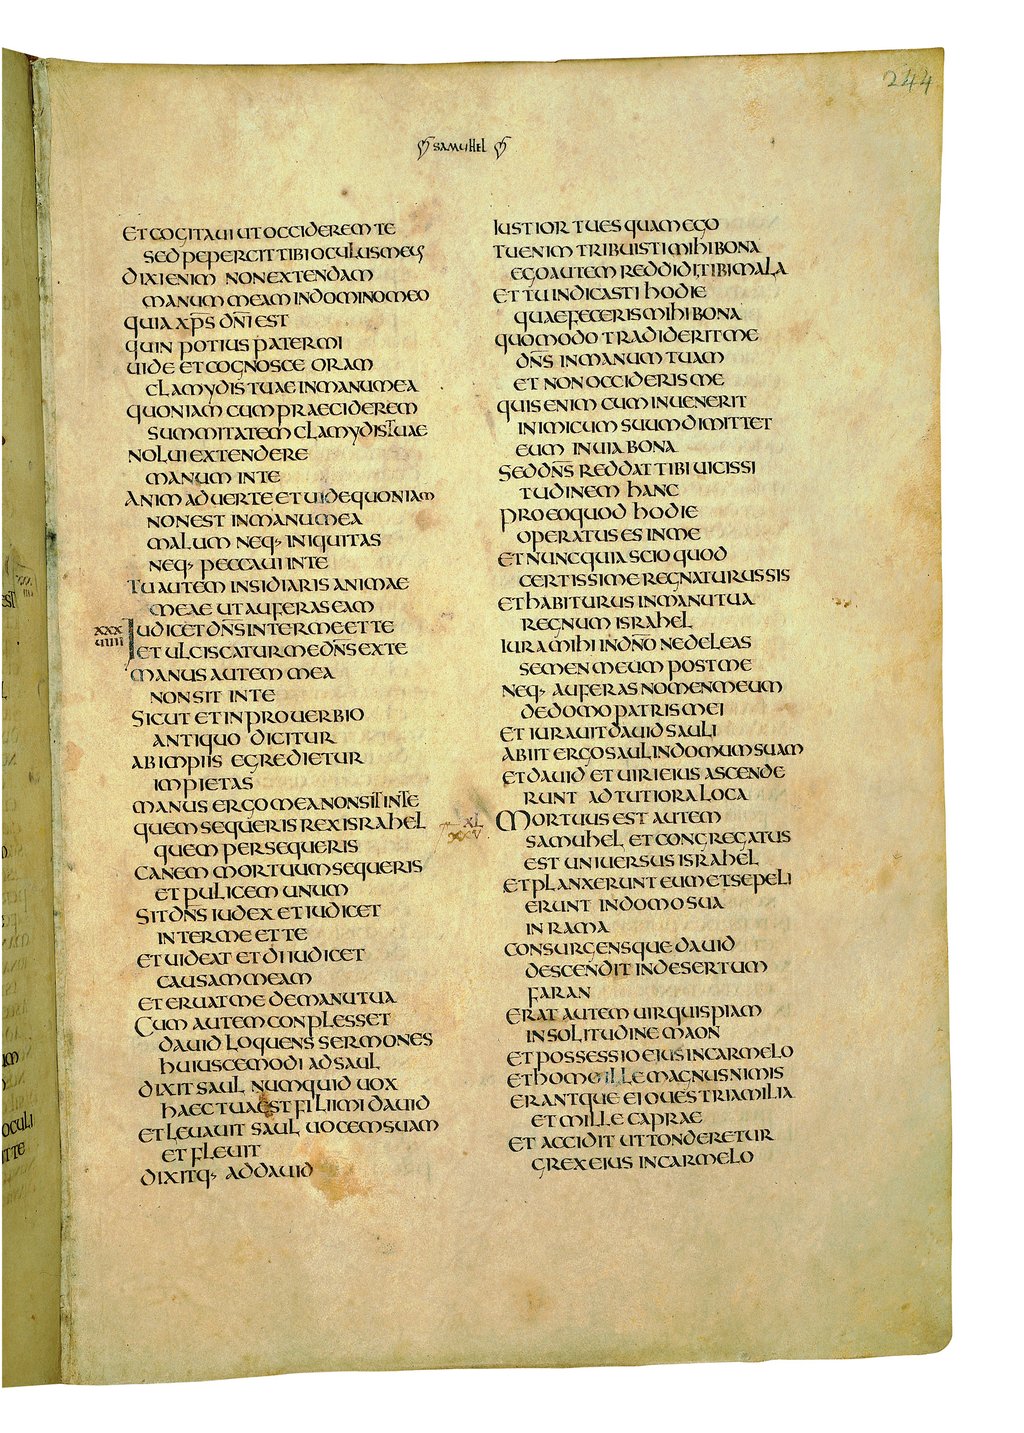 244
SAMUHEL
ET COGITAUI UT OCCIDEREM TE
SED PEPERCIT TIBI OCULUS MEUS
DIXI ENIM NON EXTENDAM
MANUM MEAM IN DOMINO MEO
QUIA XP̅S DN̅I EST
QUIN POTIUS PATER MI
UIDE ET COGNOSCE ORAM
CLAMYDIS TUAE IN MANU MEA
QUONIAM CUM PRAECIDEREM
SUMMITATEM CLAMYDIS TUAE
NOLUI EXTENDERE
MANUM IN TE
ANIMADUERTE ET UIDE QUONIAM
NON EST IN MANU MEA
MALUM NEQ; INIQUITAS
NEQ; PECCAUI IN TE
TU AUTEM INSIDIARIS ANIMAE
MEAE UT AUFERAS EAM
XXX
UIIII
IUDICET DN̅S INTER ME ET TE
ET ULCISCATUR ME DN̅S EX TE
MANUS AUTEM MEA
NON SIT IN TE
SICUT ET IN PROUERBIO
ANTIQUO DICITUR
AB IMPIIS EGREDIETUR
IMPIETAS
MANUS ERGO MEA NON SIT IN TE
QUEM SEQUERIS REX ISRAHEL
QUEM PERSEQUERIS
CANEM MORTUUM SEQUERIS
ET PULICEM UNUM
SIT DN̅S IUDEX ET IUDICET
INTER ME ET TE
ET UIDEAT ET DIIUDICET
CAUSAM MEAM
ET ERUAT ME DE MANU TUA
CUM AUTEM CONPLESSET
DAUID LOQUENS SERMONES
HUIUSCEMODI AD SAUL
DIXIT SAUL NUMQUID UOX
HAEC TUA EST FILI MI DAUID
ET LEUAUIT SAUL UOCEM SUAM
ET FLEUIT
DIXITQ; AD DAUID
IUSTIOR TU ES QUAM EGO
TU ENIM TRIBUISTI MIHI BONA
EGO AUTEM REDDIDI TIBI MALA
ET TU INDICASTI HODIE
QUAE FECERIS MIHI BONA
QUOMODO TRADIDERIT ME
DN̅S IN MANUM TUAM
ET NON OCCIDERIS ME
QUIS ENIM CUM INUENERIT
INIMICUM SUUM DIMITTET
EUM IN UIA BONA
SED DN̅S REDDAT TIBI UICISSI
TUDINEM HANC
PRO EO QUOD HODIE
OPERATUS ES IN ME
ET NUNC QUIA SCIO QUOD
CERTISSIME REGNATURUS SIS
ET HABITURUS IN MANU TUA
REGNUM ISRAHEL
IURA MIHI IN DN̅O NE DELEAS
SEMEN MEUM POST ME
NEQ; AUFERAS NOMEN MEUM
DE DOMO PATRIS MEI
ET IURAUIT DAUID SAULI
ABIIT ERGO SAUL IN DOMUM SUAM
ET DAUID ET UIRI EIUS ASCENDE
RUNT AD TUTIORA LOCA
XL
XXV
MORTUUS EST AUTEM
SAMUHEL ET CONGREGATUS
EST UNIUERSUS ISRAHEL
ET PLANXERUNT EUM ET SEPELI
ERUNT IN DOMO SUA
IN RAMA
CONSURGENSQUE DAUID
DESCENDIT IN DESERTUM
FARAN
ERAT AUTEM UIR QUISPIAM
IN SOLITUDINE MAON
ET POSSESSIO EIUS IN CARMELO
ET HOMO ILLE MAGNUS NIMIS
ERANTQUE EI OUES TRIA MILIA
ET MILLE CAPRAE
ET ACCIDIT UT TONDERETUR
GREX EIUS IN CARMELO